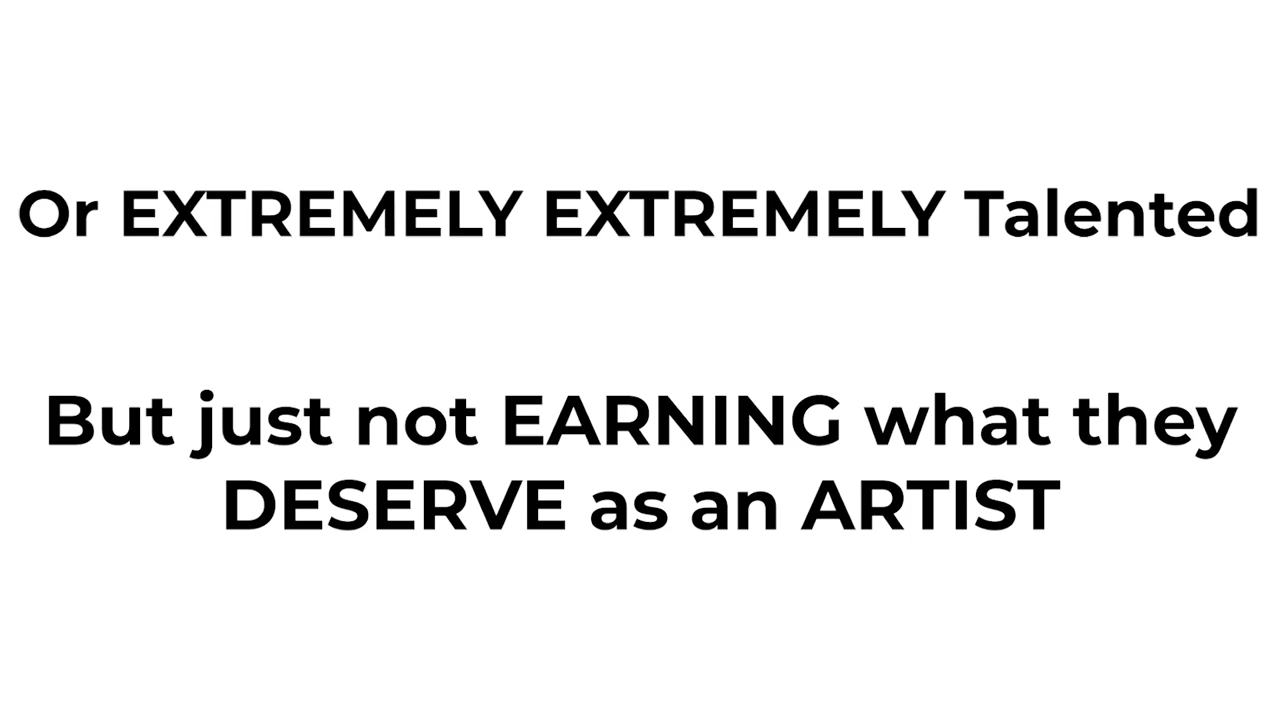 Or EXTREMELY EXTREMELY Talented
But just not EARNING what they
DESERVE as an ARTIST